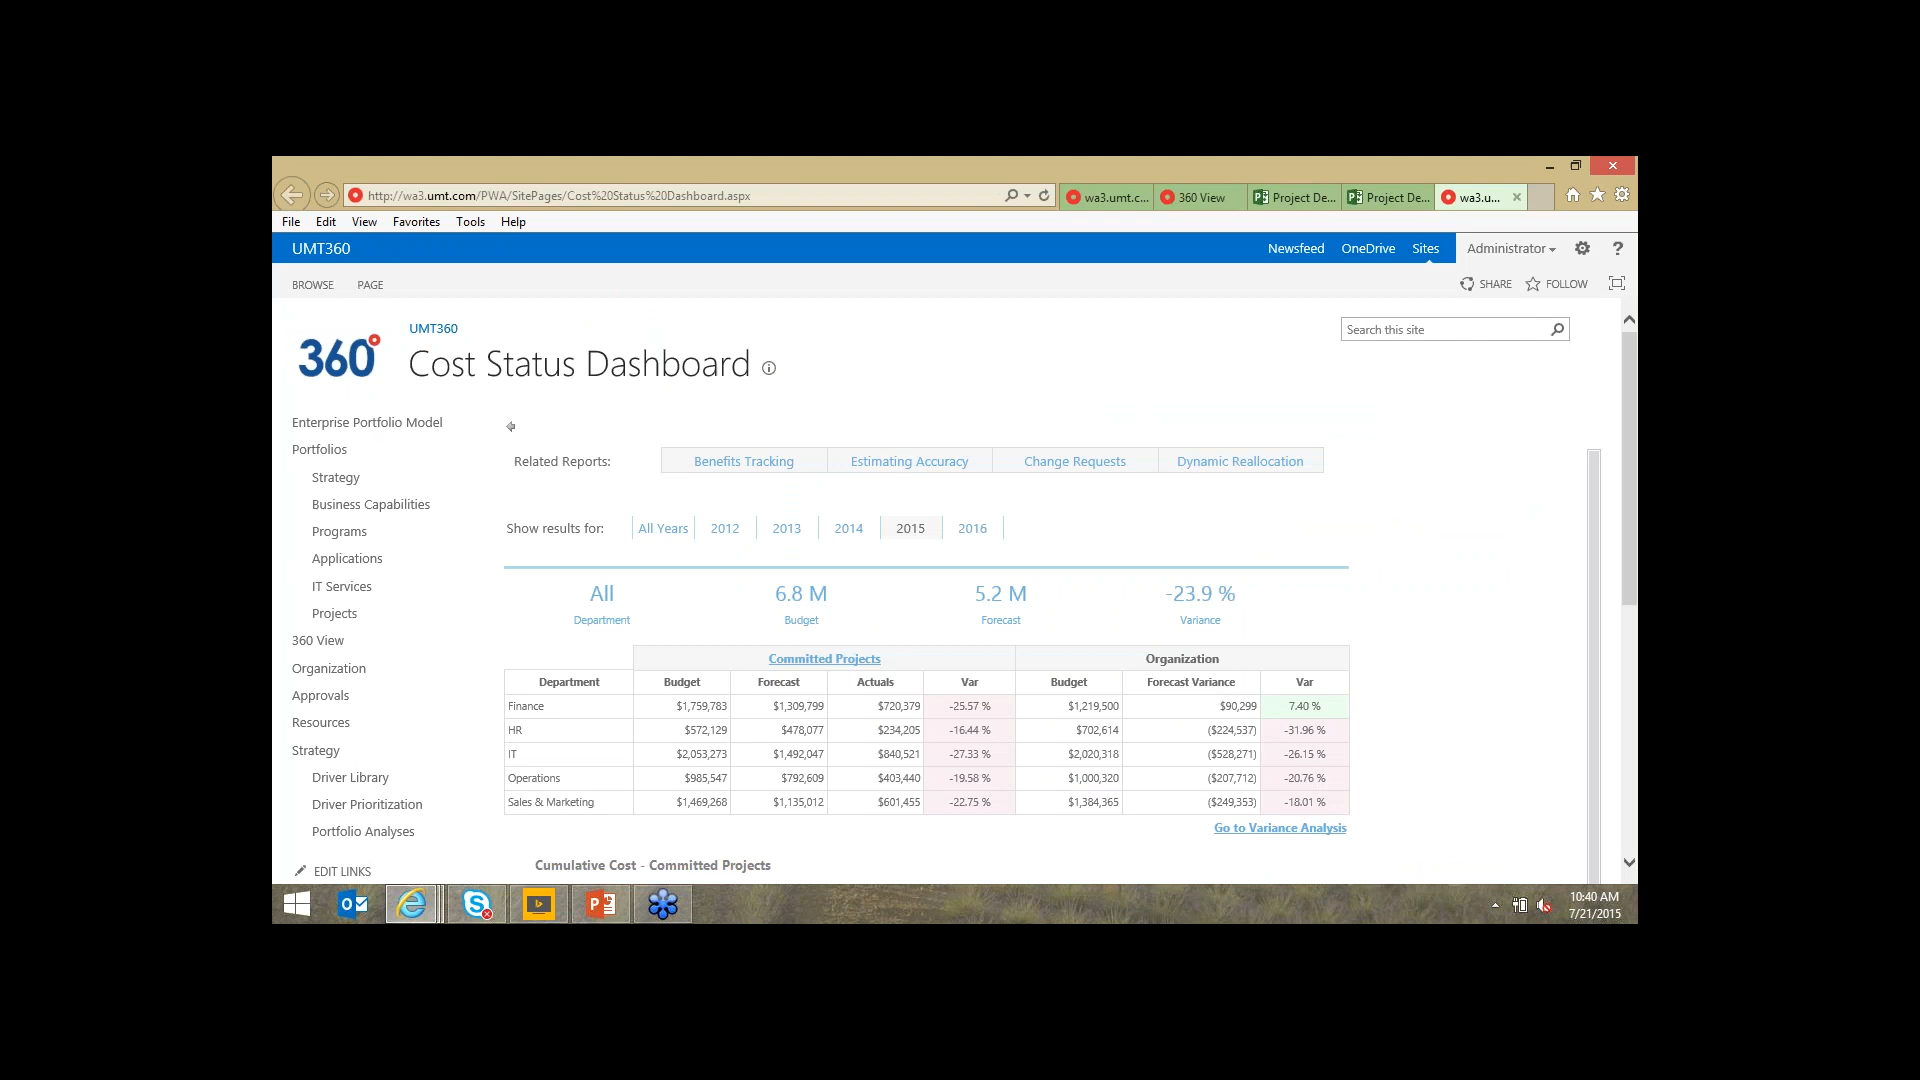 http://wa3.umt.com/PWA/SitePages/Cost%20Status%20Dashboard.aspx
wa3.umt.c...
360 View
Project De...
Project De...
wa3.u...
File Edit View Favorites Tools Help
UMT360
Newsfeed OneDrive Sites Administrator
BROWSE PAGE
SHARE FOLLOW
360
UMT360
Cost Status Dashboard
Search this site
Enterprise Portfolio Model
Portfolios
Strategy
Business Capabilities
Programs
Applications
IT Services
Projects
360 View
Organization
Approvals
Resources
Strategy
Driver Library
Driver Prioritization
Portfolio Analyses
EDIT LINKS
Related Reports: Benefits Tracking Estimating Accuracy Change Requests Dynamic Reallocation
Show results for: All Years 2012 2013 2014 2015 2016
All 6.8 M 5.2 M -23.9 %
Department Budget Forecast Variance
Committed Projects Organization
Department Budget Forecast Actuals Var Budget Forecast Variance Var
Finance $1,759,783 $1,309,799 $720,379 -25.57 % $1,219,500 $90,299 7.40 %
HR $572,129 $478,077 $234,205 -16.44 % $702,614 ($224,537) -31.96 %
IT $2,053,273 $1,492,047 $840,521 -27.33 % $2,020,318 ($528,271) -26.15 %
Operations $985,547 $792,609 $403,440 -19.58 % $1,000,320 ($207,712) -20.76 %
Sales & Marketing $1,469,268 $1,135,012 $601,455 -22.75 % $1,384,365 ($249,353) -18.01 %
Go to Variance Analysis
Cumulative Cost - Committed Projects
10:40 AM
7/21/2015